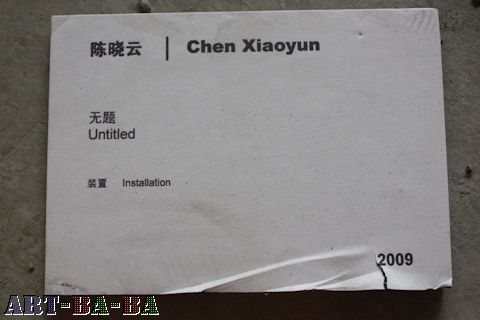 陈晓云 | Chen Xiaoyun
无题
Untitled
装置 Installation
2009
ART-BA-BA